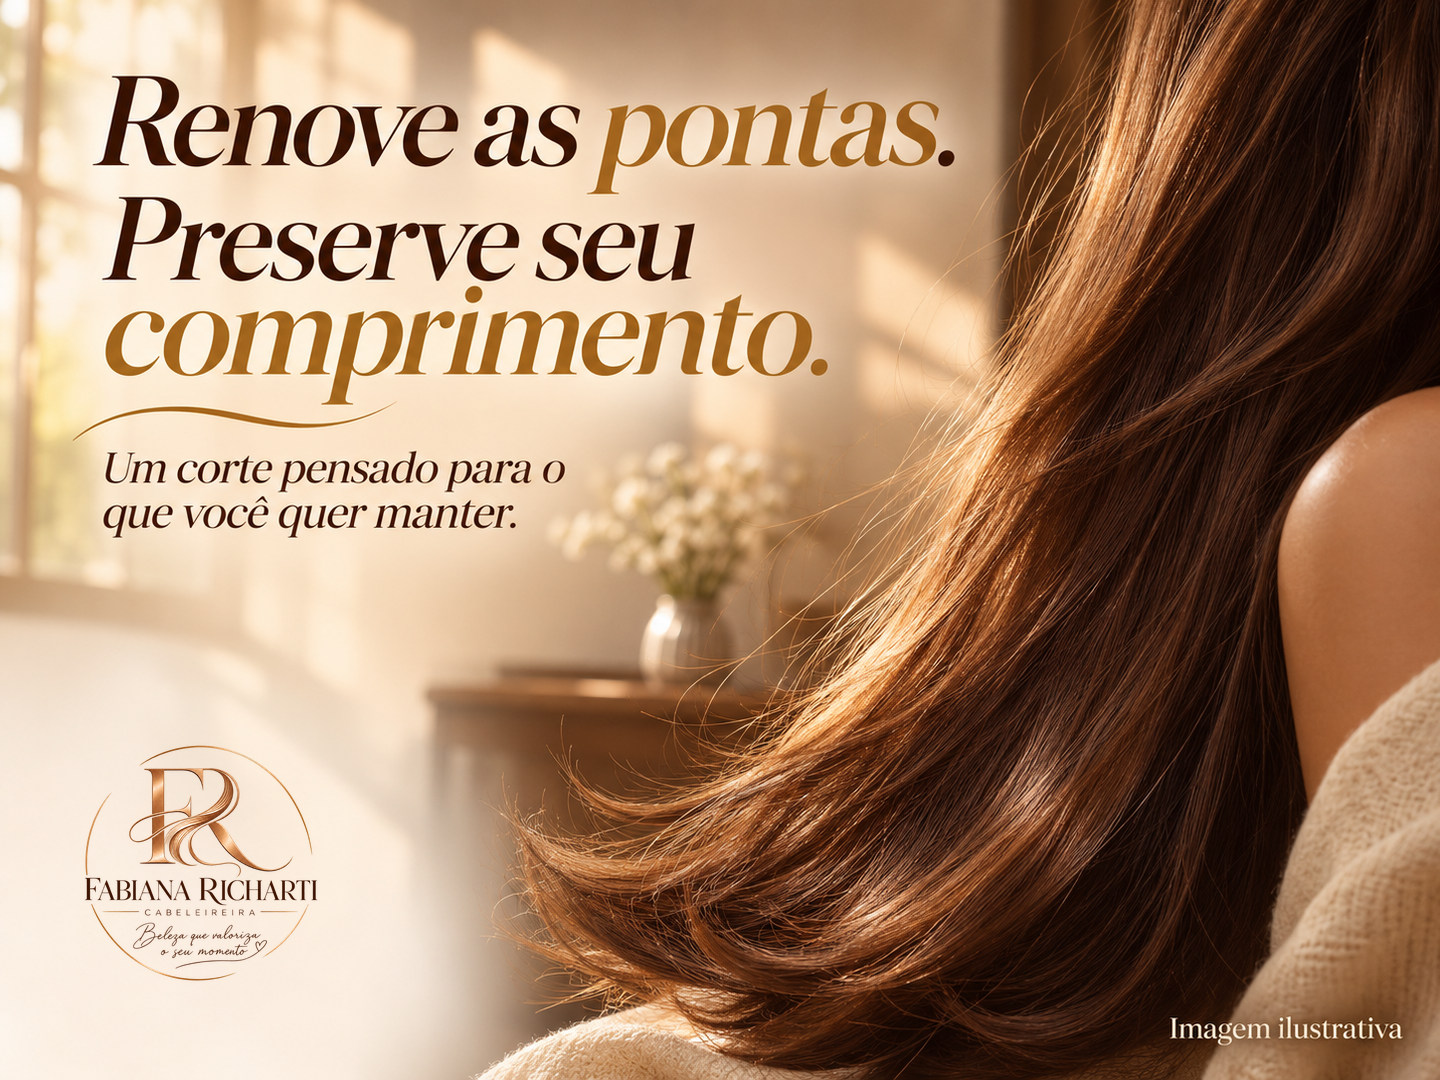 Renove as pontas.
Preserve seu
comprimento.
Um corte pensado para o
que você quer manter.
FR
FABIANA RICHARTI
CABELEIREIRA
Beleza que valoriza
o seu momento
Imagem ilustrativa